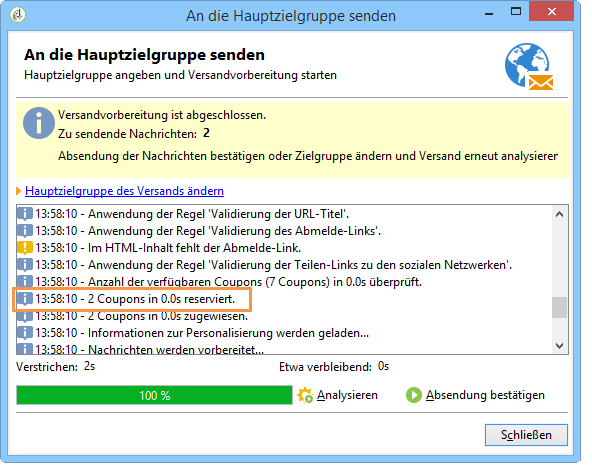 An die Hauptzielgruppe senden
An die Hauptzielgruppe senden
Hauptzielgruppe angeben und Versandvorbereitung starten
Versandvorbereitung ist abgeschlossen.
Zu sendende Nachrichten: 2
Absendung der Nachrichten bestätigen oder Zielgruppe ändern und Versand erneut analysierer
Hauptzielgruppe des Versands ändern
13:58:10 - Anwendung der Regel 'Validierung der URL-Titel'.
13:58:10 - Anwendung der Regel 'Validierung des Abmelde-Links'.
13:58:10 - Im HTML-Inhalt fehlt der Abmelde-Link.
13:58:10 - Anwendung der Regel 'Validierung der Teilen-Links zu den sozialen Netzwerken'.
13:58:10 - Anzahl der verfügbaren Coupons (7 Coupons) in 0.0s überprüft.
13:58:10 - 2 Coupons in 0.0s reserviert.
13:58:10 - 2 Coupons in 0.0s zugewiesen.
13:58:10 - Informationen zur Personalisierung werden geladen...
13:58:10 - Nachrichten werden vorbereitet...
Verstrichen: 2s Etwa verbleibend: 0s
100 % Analysieren Absendung bestätigen
Schließen